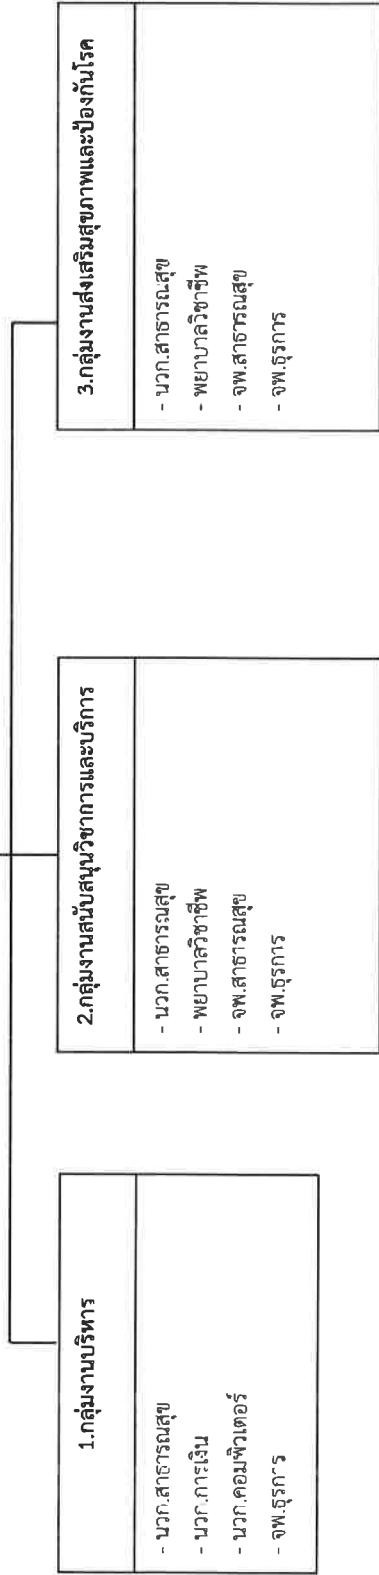 1.กลุ่มงานบริหาร
- นวก.สาธารณสุข
- นวก.การเงิน
- นวก.คอมพิวเตอร์
- จพ.ธุรการ
2.กลุ่มงานสนับสนุนวิชาการและบริการ
- นวก.สาธารณสุข
- พยาบาลวิชาชีพ
- จพ.สาธารณสุข
- จพ.ธุรการ
3.กลุ่มงานส่งเสริมสุขภาพและป้องกันโรค
- นวก.สาธารณสุข
- พยาบาลวิชาชีพ
- จพ.สาธารณสุข
- จพ.ธุรการ